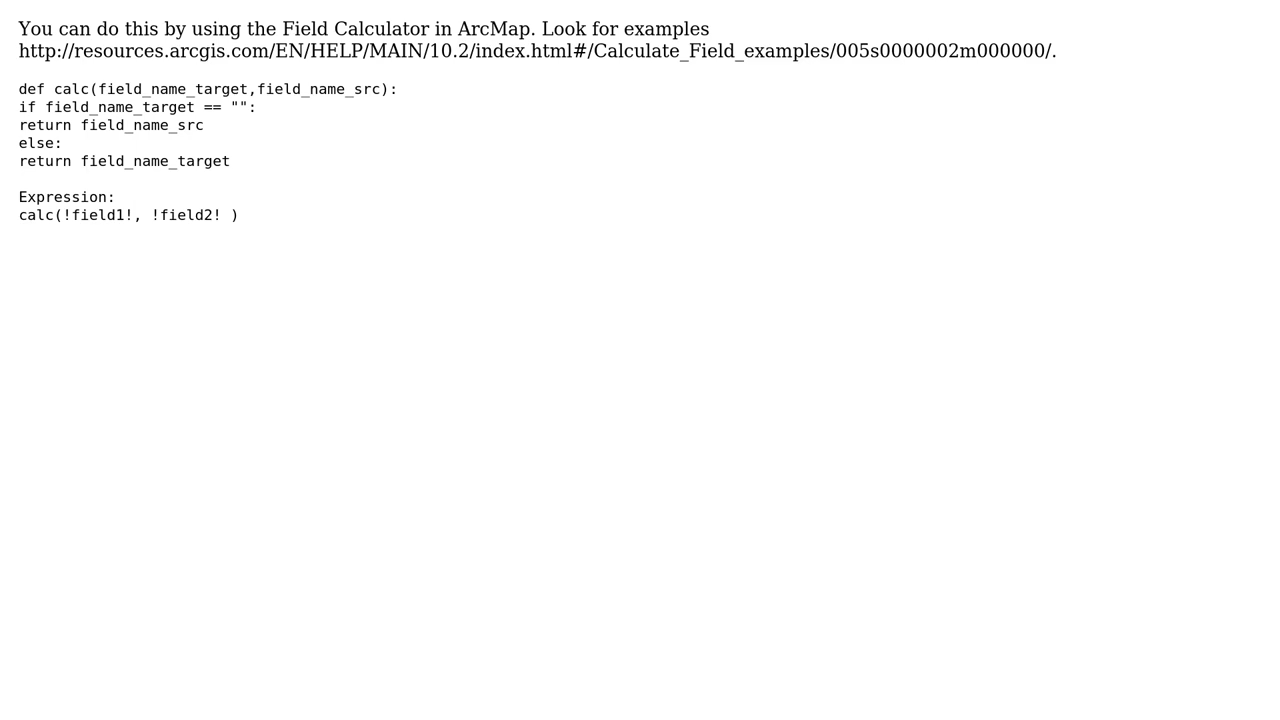 You can do this by using the Field Calculator in ArcMap. Look for examples
http://resources.arcgis.com/EN/HELP/MAIN/10.2/index.html#/Calculate_Field_examples/005s0000002m000000/.
def calc(field_name_target,field_name_src):
if field_name_target == "":
return field_name_src
else:
return field_name_target
Expression:
calc(!field1!, !field2! )